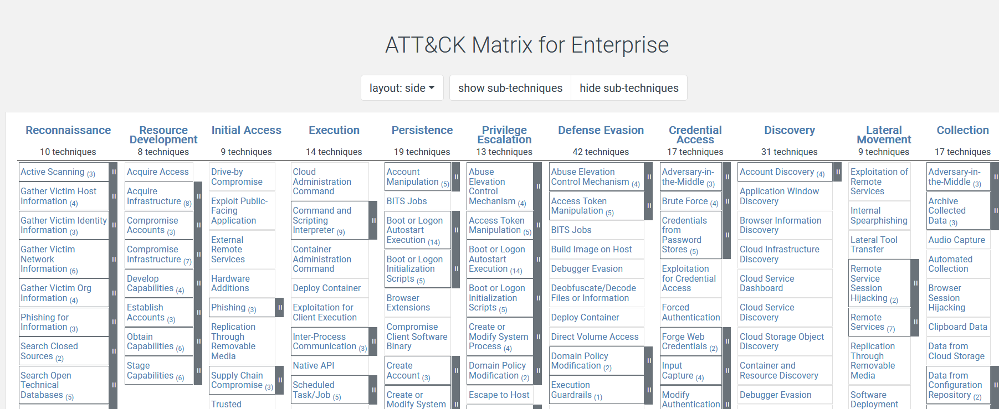 ATT&CK Matrix for Enterprise
layout: side
show sub-techniques
hide sub-techniques
Reconnaissance
10 techniques
Active Scanning (3)
Gather Victim Host
Information (4)
Gather Victim Identity
Information (3)
Gather Victim
Network
Information (6)
Gather Victim Org
Information (4)
Phishing for
Information (3)
Search Closed
Sources (2)
Search Open
Technical
Databases (5)
Resource
Development
8 techniques
Acquire Access
Acquire
Infrastructure (8)
Compromise
Accounts (3)
Compromise
Infrastructure (7)
Develop
Capabilities (4)
Establish
Accounts (3)
Obtain
Capabilities (6)
Stage
Capabilities (6)
Initial Access
9 techniques
Drive-by
Compromise
Exploit Public-
Facing
Application
External
Remote
Services
Hardware
Additions
Phishing (3)
Replication
Through
Removable
Media
Supply Chain
Compromise (3)
Trusted
Execution
14 techniques
Cloud
Administration
Command
Command and
Scripting
Interpreter (9)
Container
Administration
Command
Deploy Container
Exploitation for
Client Execution
Inter-Process
Communication (3)
Native API
Scheduled
Task/Job (5)
Persistence
19 techniques
Account
Manipulation (5)
BITS Jobs
Boot or Logon
Autostart
Execution (14)
Boot or Logon
Initialization
Scripts (5)
Browser
Extensions
Compromise
Client Software
Binary
Create
Account (3)
Create or
Modify System
Privilege
Escalation
13 techniques
Abuse
Elevation
Control
Mechanism (4)
Access Token
Manipulation (5)
Boot or Logon
Autostart
Execution (14)
Boot or Logon
Initialization
Scripts (5)
Create or
Modify System
Process (4)
Domain Policy
Modification (2)
Escape to Host
Defense Evasion
42 techniques
Abuse Elevation
Control Mechanism (4)
Access Token
Manipulation (5)
BITS Jobs
Build Image on Host
Debugger Evasion
Deobfuscate/Decode
Files or Information
Deploy Container
Direct Volume Access
Domain Policy
Modification (2)
Execution
Guardrails (1)
Credential
Access
17 techniques
Adversary-in-
the-Middle (3)
Brute Force (4)
Credentials
from
Password
Stores (5)
Exploitation
for Credential
Access
Forced
Authentication
Forge Web
Credentials (2)
Input
Capture (4)
Modify
Authentication
Discovery
31 techniques
Account Discovery (4)
Application Window
Discovery
Browser Information
Discovery
Cloud Infrastructure
Discovery
Cloud Service
Dashboard
Cloud Service
Discovery
Cloud Storage Object
Discovery
Container and
Resource Discovery
Debugger Evasion
Lateral
Movement
9 techniques
Exploitation of
Remote
Services
Internal
Spearphishing
Lateral Tool
Transfer
Remote
Service
Session
Hijacking (2)
Remote
Services (7)
Replication
Through
Removable
Media
Software
Deployment
Collection
17 techniques
Adversary-in-
the-Middle (3)
Archive
Collected
Data (3)
Audio Capture
Automated
Collection
Browser
Session
Hijacking
Clipboard Data
Data from
Cloud Storage
Data from
Configuration
Repository (2)